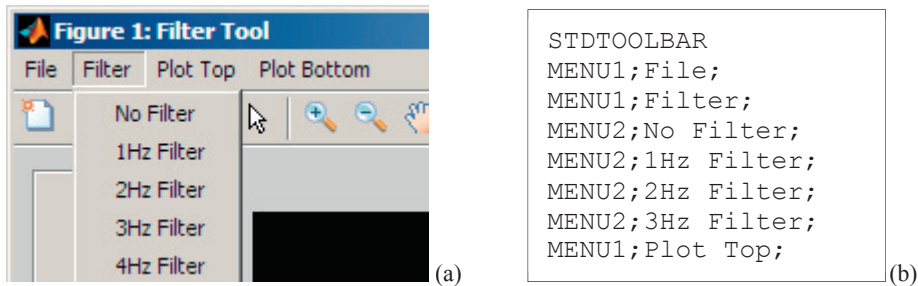 Figure 1: Filter Tool
File Filter Plot Top Plot Bottom
No Filter
1Hz Filter
2Hz Filter
3Hz Filter
4Hz Filter
(a)
STDTOOLBAR
MENU1;File;
MENU1;Filter;
MENU2;No Filter;
MENU2;1Hz Filter;
MENU2;2Hz Filter;
MENU2;3Hz Filter;
MENU1;Plot Top;
(b)